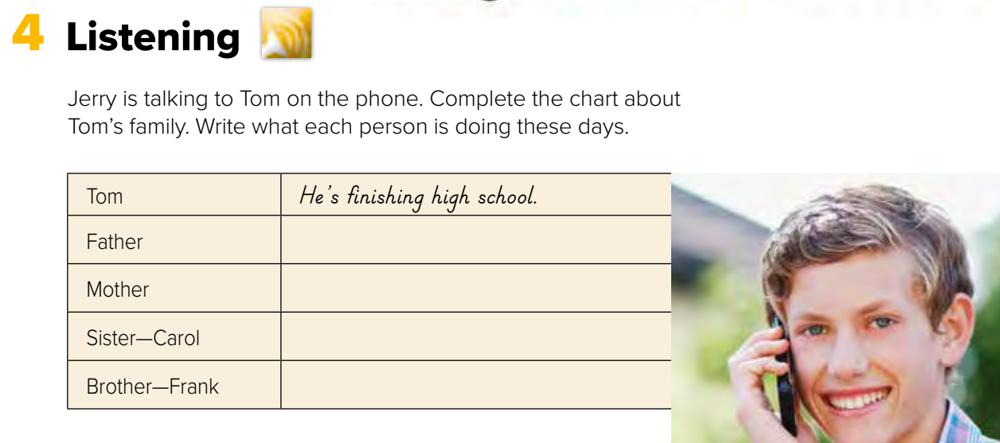 4 Listening
Jerry is talking to Tom on the phone. Complete the chart about
Tom’s family. Write what each person is doing these days.
Tom He’s finishing high school.
Father
Mother
Sister—Carol
Brother—Frank